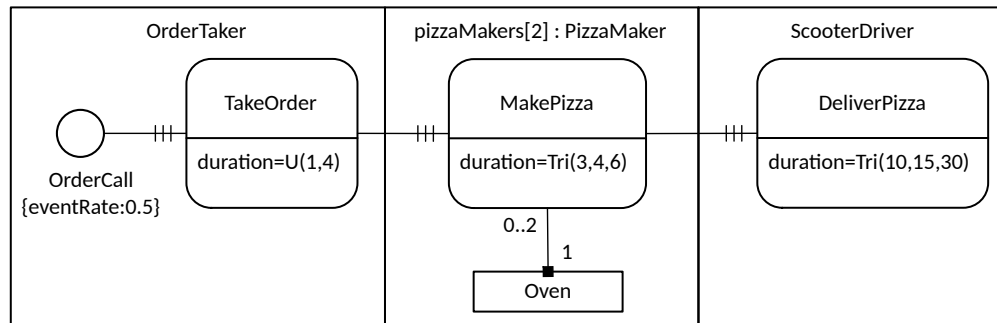 OrderTaker
pizzaMakers[2] : PizzaMaker
ScooterDriver
TakeOrder
MakePizza
DeliverPizza
duration=U(1,4)
duration=Tri(3,4,6)
duration=Tri(10,15,30)
OrderCall
{eventRate:0.5}
0..2
1
Oven